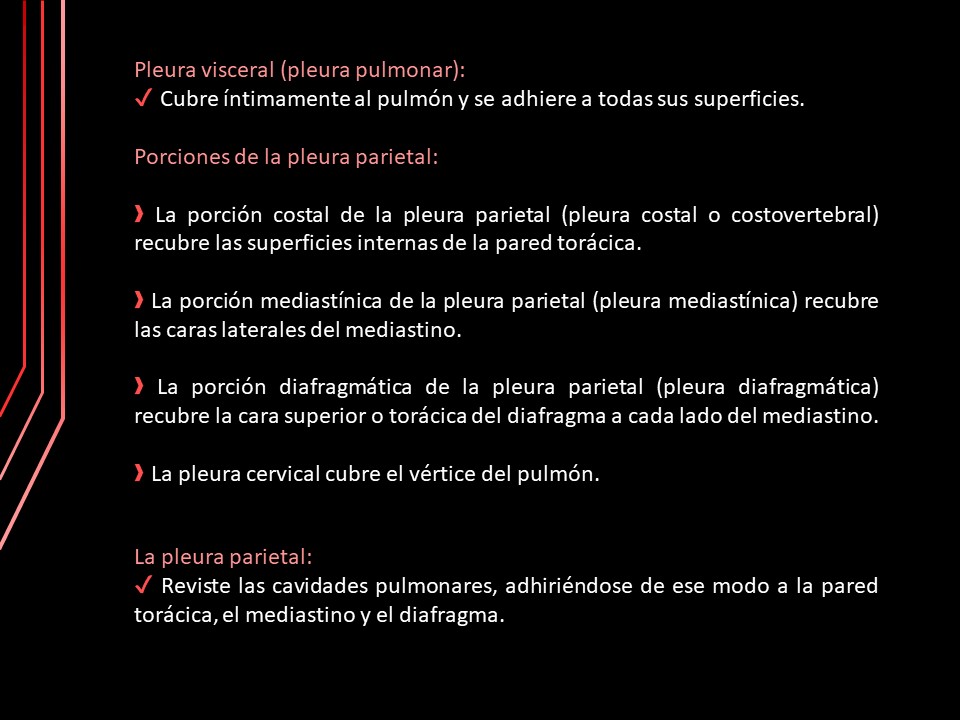 Pleura visceral (pleura pulmonar):
✓ Cubre íntimamente al pulmón y se adhiere a todas sus superficies.
Porciones de la pleura parietal:
❱ La porción costal de la pleura parietal (pleura costal o costovertebral)
recubre las superficies internas de la pared torácica.
❱ La porción mediastínica de la pleura parietal (pleura mediastínica) recubre
las caras laterales del mediastino.
❱ La porción diafragmática de la pleura parietal (pleura diafragmática)
recubre la cara superior o torácica del diafragma a cada lado del mediastino.
❱ La pleura cervical cubre el vértice del pulmón.
La pleura parietal:
✓ Reviste las cavidades pulmonares, adhiriéndose de ese modo a la pared
torácica, el mediastino y el diafragma.